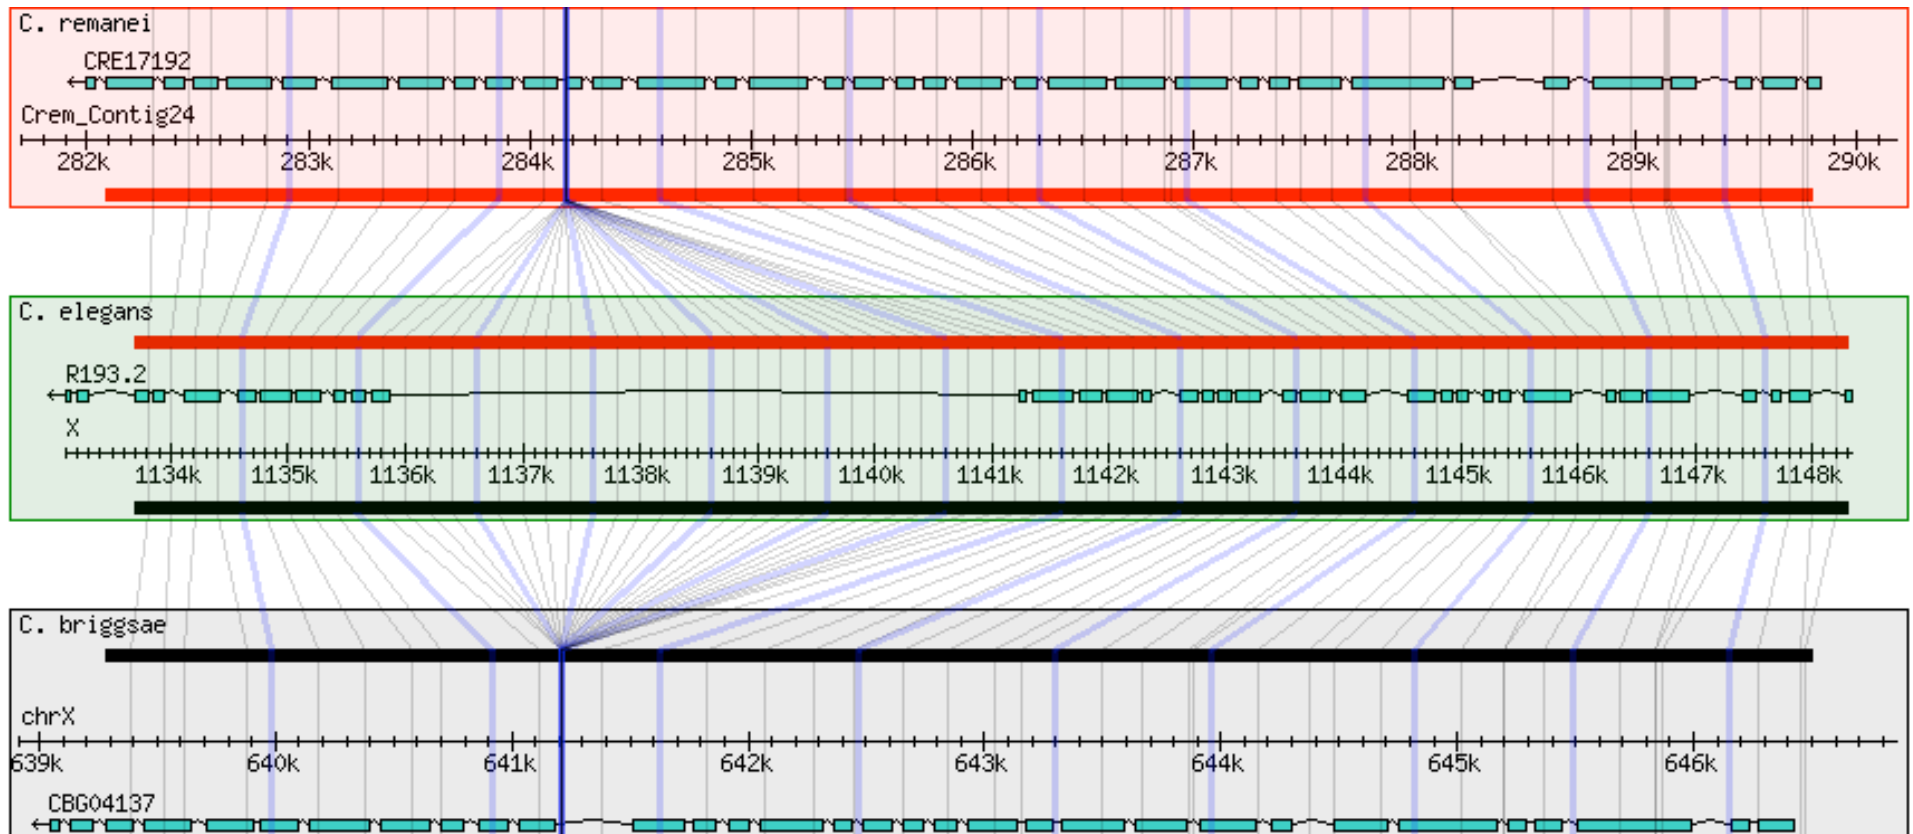 C. remanei
CRE17192
Crem_Contig24
282k 283k 284k 285k 286k 287k 288k 289k 290k
C. elegans
R193.2
X
1134k 1135k 1136k 1137k 1138k 1139k 1140k 1141k 1142k 1143k 1144k 1145k 1146k 1147k 1148k
C. briggsae
chrX
639k 640k 641k 642k 643k 644k 645k 646k
CBG04137